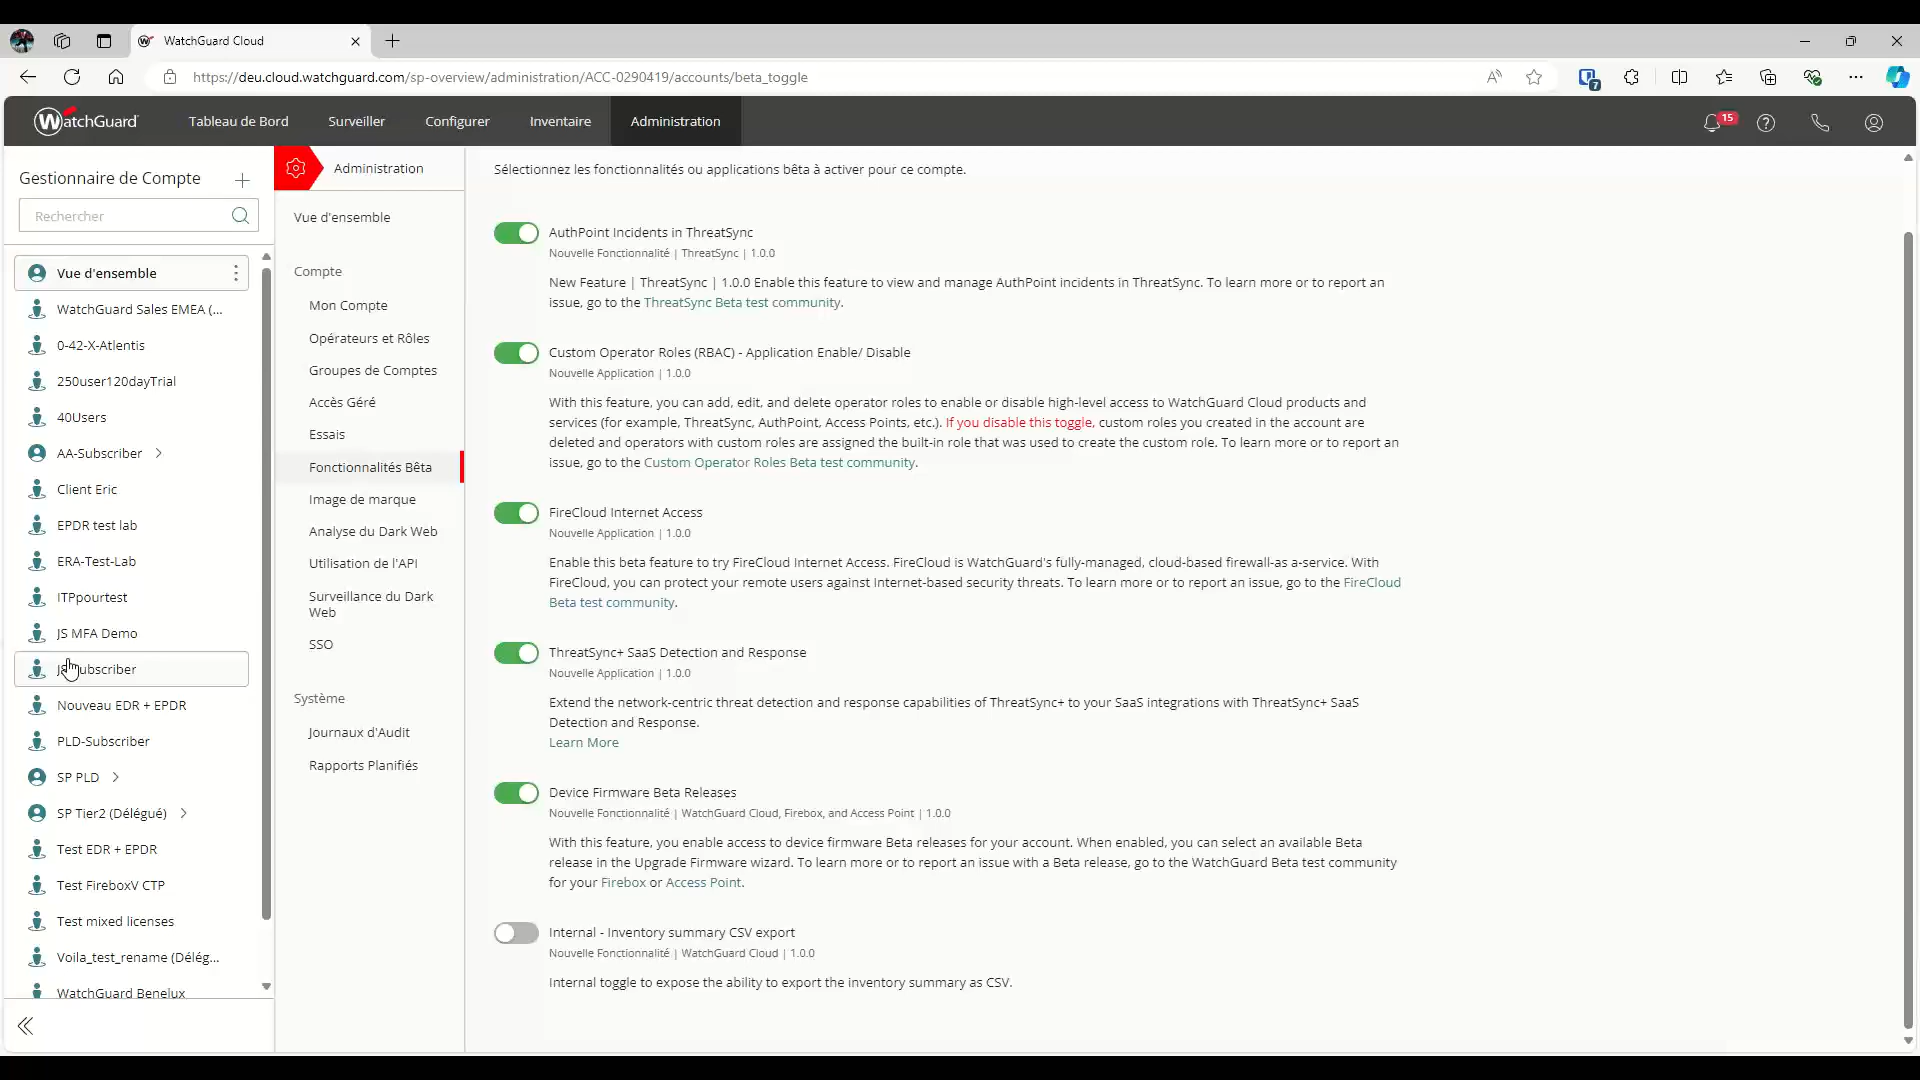 WatchGuard Cloud
https://deu.cloud.watchguard.com/sp-overview/administration/ACC-0290419/accounts/beta_toggle
7
WatchGuard
Tableau de Bord
Surveiller
Configurer
Inventaire
Administration
15
Gestionnaire de Compte
Rechercher
Vue d'ensemble
WatchGuard Sales EMEA (...
0-42-X-Atlentis
250user120dayTrial
40Users
AA-Subscriber
Client Eric
EPDR test lab
ERA-Test-Lab
ITPpourtest
JS MFA Demo
ubscriber
Nouveau EDR + EPDR
PLD-Subscriber
SP PLD
SP Tier2 (Délégué)
Test EDR + EPDR
Test FireboxV CTP
Test mixed licenses
Voila_test_rename (Délég...
WatchGuard Benelux
Administration
Vue d'ensemble
Compte
Mon Compte
Opérateurs et Rôles
Groupes de Comptes
Accès Géré
Essais
Fonctionnalités Bêta
Image de marque
Analyse du Dark Web
Utilisation de l'API
Surveillance du Dark
Web
SSO
Système
Journaux d'Audit
Rapports Planifiés
Sélectionnez les fonctionnalités ou applications bêta à activer pour ce compte.
AuthPoint Incidents in ThreatSync
Nouvelle Fonctionnalité | ThreatSync | 1.0.0
New Feature | ThreatSync | 1.0.0 Enable this feature to view and manage AuthPoint incidents in ThreatSync. To learn more or to report an
issue, go to the ThreatSync Beta test community.
Custom Operator Roles (RBAC) - Application Enable/ Disable
Nouvelle Application | 1.0.0
With this feature, you can add, edit, and delete operator roles to enable or disable high-level access to WatchGuard Cloud products and
services (for example, ThreatSync, AuthPoint, Access Points, etc.). If you disable this toggle, custom roles you created in the account are
deleted and operators with custom roles are assigned the built-in role that was used to create the custom role. To learn more or to report an
issue, go to the Custom Operator Roles Beta test community.
FireCloud Internet Access
Nouvelle Application | 1.0.0
Enable this beta feature to try FireCloud Internet Access. FireCloud is WatchGuard's fully-managed, cloud-based firewall-as a-service. With
FireCloud, you can protect your remote users against Internet-based security threats. To learn more or to report an issue, go to the FireCloud
Beta test community.
ThreatSync+ SaaS Detection and Response
Nouvelle Application | 1.0.0
Extend the network-centric threat detection and response capabilities of ThreatSync+ to your SaaS integrations with ThreatSync+ SaaS
Detection and Response.
Learn More
Device Firmware Beta Releases
Nouvelle Fonctionnalité | WatchGuard Cloud, Firebox, and Access Point | 1.0.0
With this feature, you enable access to device firmware Beta releases for your account. When enabled, you can select an available Beta
release in the Upgrade Firmware wizard. To learn more or to report an issue with a Beta release, go to the WatchGuard Beta test community
for your Firebox or Access Point.
Internal - Inventory summary CSV export
Nouvelle Fonctionnalité | WatchGuard Cloud | 1.0.0
Internal toggle to expose the ability to export the inventory summary as CSV.